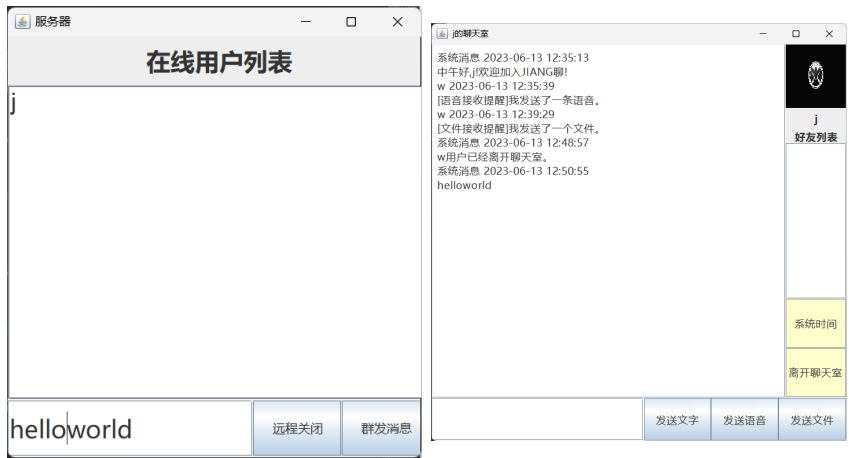 服务器
在线用户列表
j
helloworld
远程关闭
群发消息
j的聊天室
系统消息 2023-06-13 12:35:13
中午好,j!欢迎加入JIANG聊!
w 2023-06-13 12:35:39
[语音接收提醒]我发送了一条语音。
w 2023-06-13 12:39:29
[文件接收提醒]我发送了一个文件。
系统消息 2023-06-13 12:48:57
w用户已经离开聊天室。
系统消息 2023-06-13 12:50:55
helloworld
j
好友列表
系统时间
离开聊天室
发送文字
发送语音
发送文件